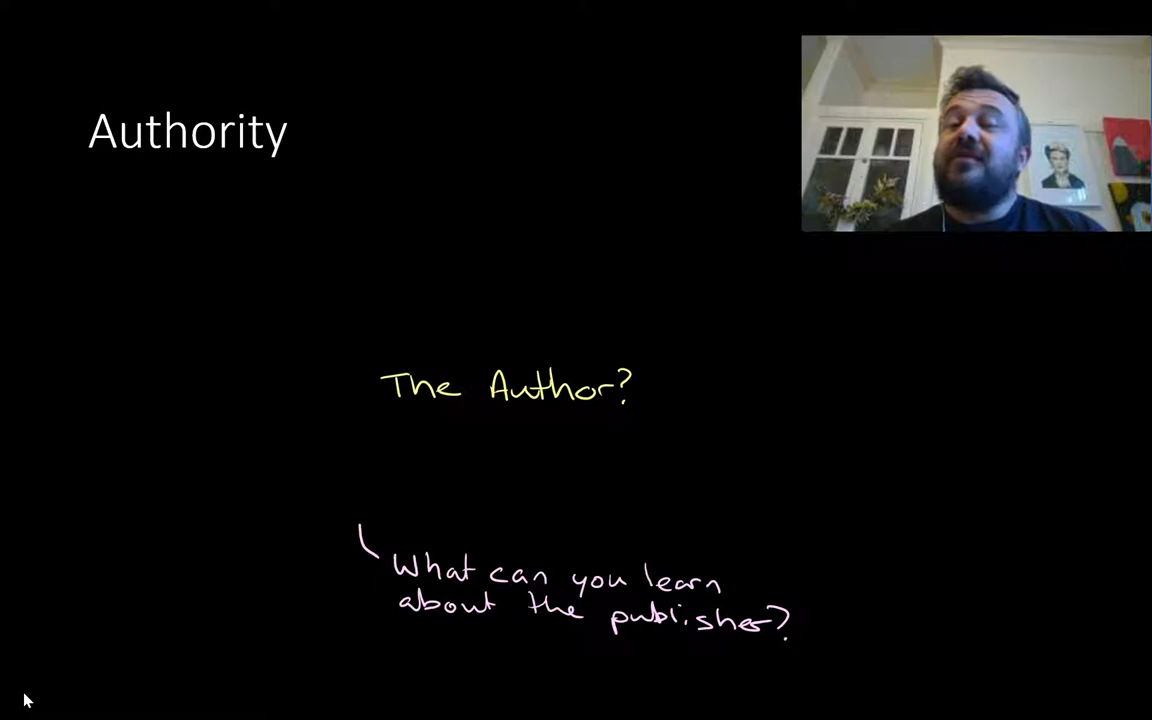 Authority
The Author?
What can you learn
about the publisher?